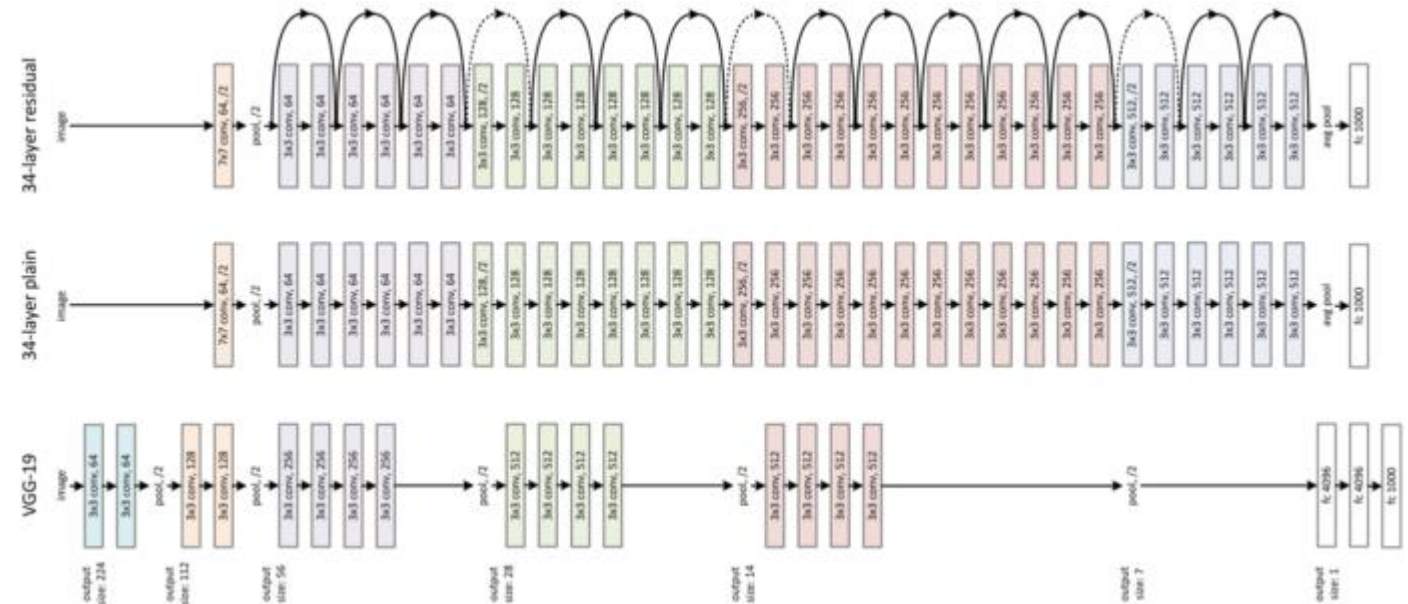 34-layer residual
image
7x7 conv, 64, /2
pool, /2
3x3 conv, 64
3x3 conv, 64
3x3 conv, 64
3x3 conv, 64
3x3 conv, 64
3x3 conv, 64
3x3 conv, 128, /2
3x3 conv, 128
3x3 conv, 128
3x3 conv, 128
3x3 conv, 128
3x3 conv, 128
3x3 conv, 128
3x3 conv, 128
3x3 conv, 256, /2
3x3 conv, 256
3x3 conv, 256
3x3 conv, 256
3x3 conv, 256
3x3 conv, 256
3x3 conv, 256
3x3 conv, 256
3x3 conv, 256
3x3 conv, 256
3x3 conv, 256
3x3 conv, 256
3x3 conv, 512, /2
3x3 conv, 512
3x3 conv, 512
3x3 conv, 512
3x3 conv, 512
3x3 conv, 512
avg pool
fc 1000
34-layer plain
image
7x7 conv, 64, /2
pool, /2
3x3 conv, 64
3x3 conv, 64
3x3 conv, 64
3x3 conv, 64
3x3 conv, 64
3x3 conv, 64
3x3 conv, 128, /2
3x3 conv, 128
3x3 conv, 128
3x3 conv, 128
3x3 conv, 128
3x3 conv, 128
3x3 conv, 128
3x3 conv, 128
3x3 conv, 256, /2
3x3 conv, 256
3x3 conv, 256
3x3 conv, 256
3x3 conv, 256
3x3 conv, 256
3x3 conv, 256
3x3 conv, 256
3x3 conv, 256
3x3 conv, 256
3x3 conv, 256
3x3 conv, 256
3x3 conv, 512, /2
3x3 conv, 512
3x3 conv, 512
3x3 conv, 512
3x3 conv, 512
3x3 conv, 512
avg pool
fc 1000
VGG-19
image
3x3 conv, 64
3x3 conv, 64
pool, /2
3x3 conv, 128
3x3 conv, 128
pool, /2
3x3 conv, 256
3x3 conv, 256
3x3 conv, 256
3x3 conv, 256
pool, /2
3x3 conv, 512
3x3 conv, 512
3x3 conv, 512
3x3 conv, 512
pool, /2
3x3 conv, 512
3x3 conv, 512
3x3 conv, 512
3x3 conv, 512
pool, /2
fc 4096
fc 4096
fc 1000
output
size: 224
output
size: 112
output
size: 56
output
size: 28
output
size: 14
output
size: 7
output
size: 1